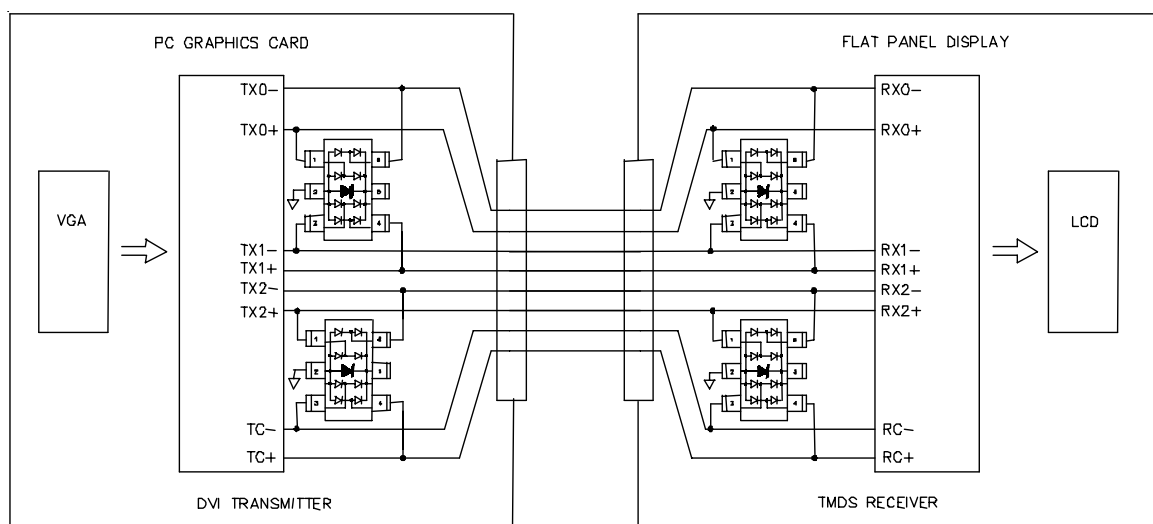 PC GRAPHICS CARD
FLAT PANEL DISPLAY
TX0-
TX0+
TX1-
TX1+
TX2-
TX2+
TC-
TC+
RX0-
RX0+
RX1-
RX1+
RX2-
RX2+
RC-
RC+
VGA
LCD
DVI TRANSMITTER
TMDS RECEIVER